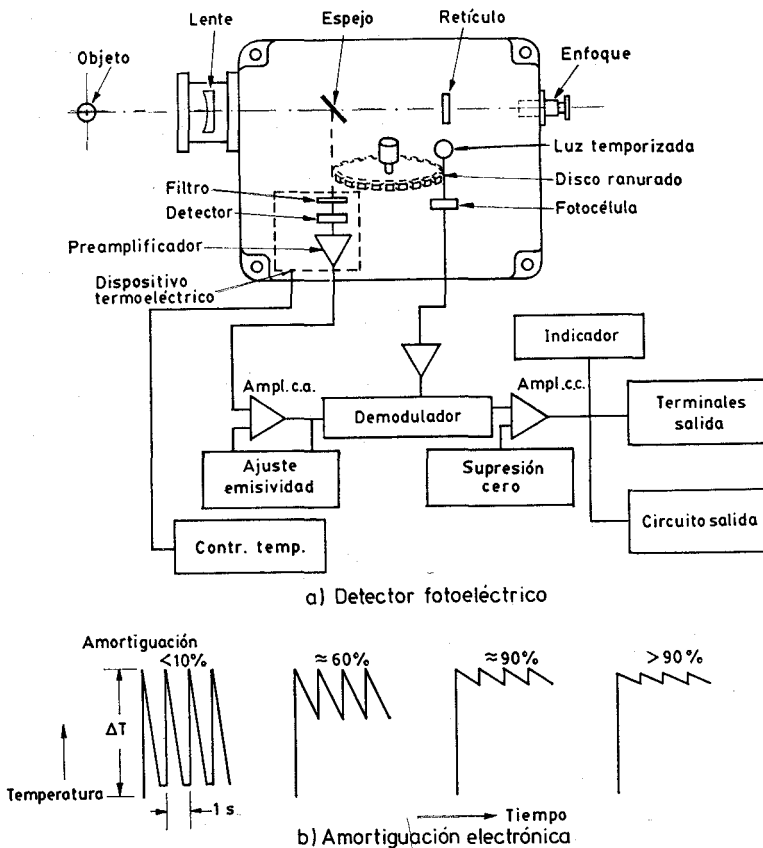 Lente
Espejo
Retículo
Objeto
Enfoque
Luz temporizada
Disco ranurado
Filtro
Detector
Fotocélula
Preamplificador
Dispositivo
termoeléctrico
Indicador
Ampl.c.a.
Ampl.c.c.
Demodulador
Terminales
salida
Ajuste
emisividad
Supresión
cero
Circuito salida
Contr. temp.
a) Detector fotoeléctrico
Amortiguación
<10%
≈60%
≈90%
>90%
ΔT
Temperatura
1 s
Tiempo
b) Amortiguación electrónica